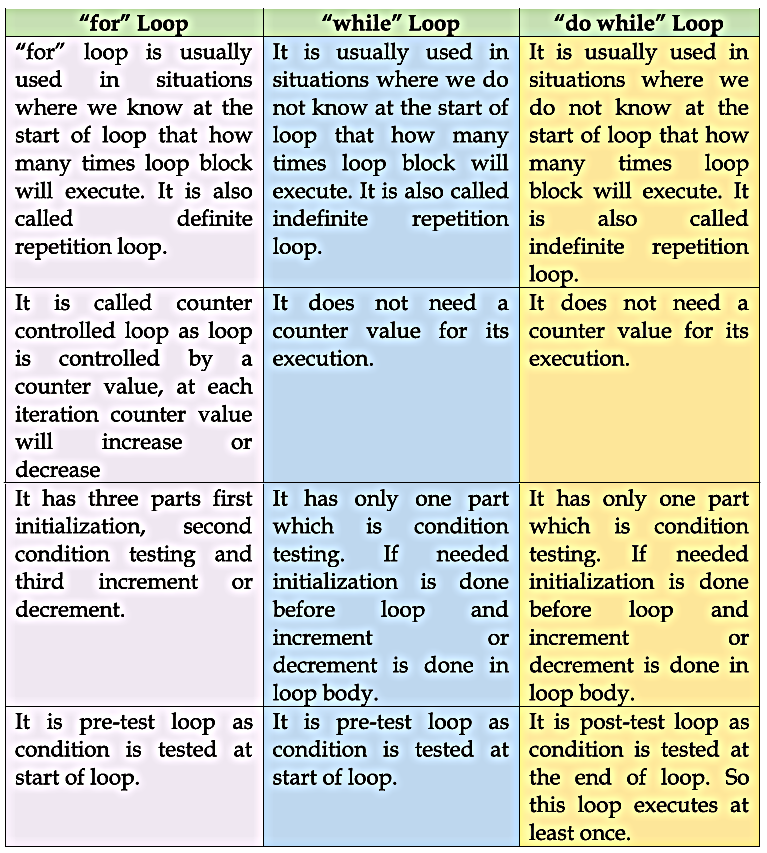 “for” Loop
“while” Loop
“do while” Loop
“for” loop is usually
used in situations
where we know at the
start of loop that how
many times loop block
will execute. It is also
called definite
repetition loop.
It is usually used in
situations where we do
not know at the start of
loop that how many
times loop block will
execute. It is also called
indefinite repetition
loop.
It is usually used in
situations where we
do not know at the
start of loop that how
many times loop
block will execute. It
is also called
indefinite repetition
loop.
It is called counter
controlled loop as loop
is controlled by a
counter value, at each
iteration counter value
will increase or
decrease
It does not need a
counter value for its
execution.
It does not need a
counter value for its
execution.
It has three parts first
initialization, second
condition testing and
third increment or
decrement.
It has only one part
which is condition
testing. If needed
initialization is done
before loop and
increment or
decrement is done in
loop body.
It has only one part
which is condition
testing. If needed
initialization is done
before loop and
increment or
decrement is done in
loop body.
It is pre-test loop as
condition is tested at
start of loop.
It is pre-test loop as
condition is tested at
start of loop.
It is post-test loop as
condition is tested at
the end of loop. So
this loop executes at
least once.